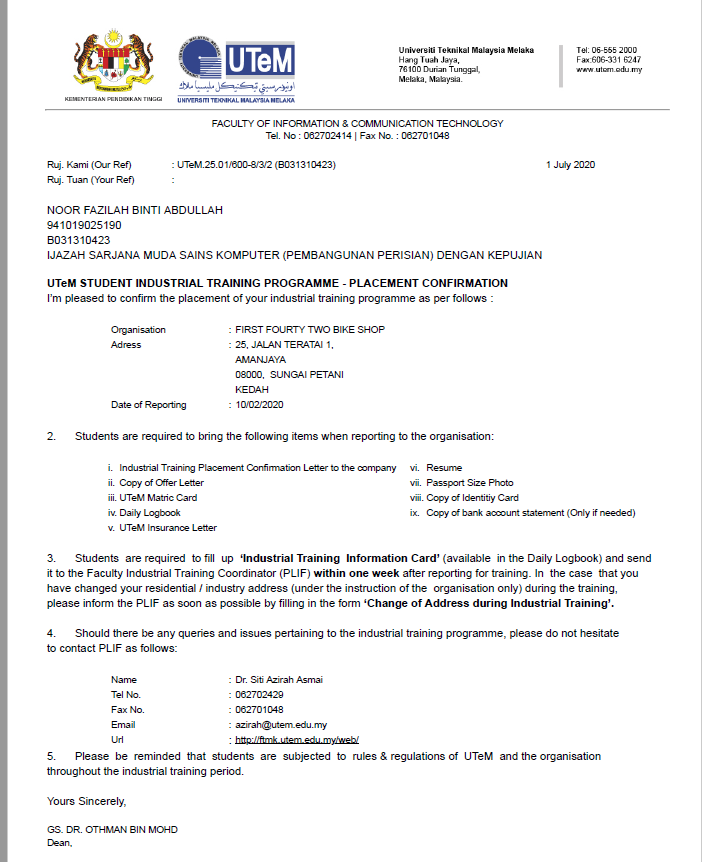 KEMENTERIAN PENDIDIKAN TINGGI
UTeM
اونيۏرسيتي تيكنيكل مليسيا ملاك
UNIVERSITI TEKNIKAL MALAYSIA MELAKA
Universiti Teknikal Malaysia Melaka
Hang Tuah Jaya,
76100 Durian Tunggal,
Melaka, Malaysia.
Tel: 06-555 2000
Fax:606-331 6247
www.utem.edu.my
FACULTY OF INFORMATION & COMMUNICATION TECHNOLOGY
Tel. No : 062702414 | Fax No. : 062701048
Ruj. Kami (Our Ref) : UTeM.25.01/600-8/3/2 (B031310423) 1 July 2020
Ruj. Tuan (Your Ref) :
NOOR FAZILAH BINTI ABDULLAH
941019025190
B031310423
IJAZAH SARJANA MUDA SAINS KOMPUTER (PEMBANGUNAN PERISIAN) DENGAN KEPUJIAN
UTeM STUDENT INDUSTRIAL TRAINING PROGRAMME - PLACEMENT CONFIRMATION
I'm pleased to confirm the placement of your industrial training programme as per follows :
Organisation : FIRST FOURTY TWO BIKE SHOP
Adress : 25, JALAN TERATAI 1,
AMANJAYA
08000, SUNGAI PETANI
KEDAH
Date of Reporting : 10/02/2020
2. Students are required to bring the following items when reporting to the organisation:
i. Industrial Training Placement Confirmation Letter to the company
ii. Copy of Offer Letter
iii. UTeM Matric Card
iv. Daily Logbook
v. UTeM Insurance Letter
vi. Resume
vii. Passport Size Photo
viii. Copy of Identitiy Card
ix. Copy of bank account statement (Only if needed)
3. Students are required to fill up ‘Industrial Training Information Card’ (available in the Daily Logbook) and send
it to the Faculty Industrial Training Coordinator (PLIF) within one week after reporting for training. In the case that you
have changed your residential / industry address (under the instruction of the organisation only) during the training,
please inform the PLIF as soon as possible by filling in the form ‘Change of Address during Industrial Training’.
4. Should there be any queries and issues pertaining to the industrial training programme, please do not hesitate
to contact PLIF as follows:
Name : Dr. Siti Azirah Asmai
Tel No. : 062702429
Fax No. : 062701048
Email : azirah@utem.edu.my
Url : http://ftmk.utem.edu.my/web/
5. Please be reminded that students are subjected to rules & regulations of UTeM and the organisation
throughout the industrial training period.
Yours Sincerely,
GS. DR. OTHMAN BIN MOHD
Dean,